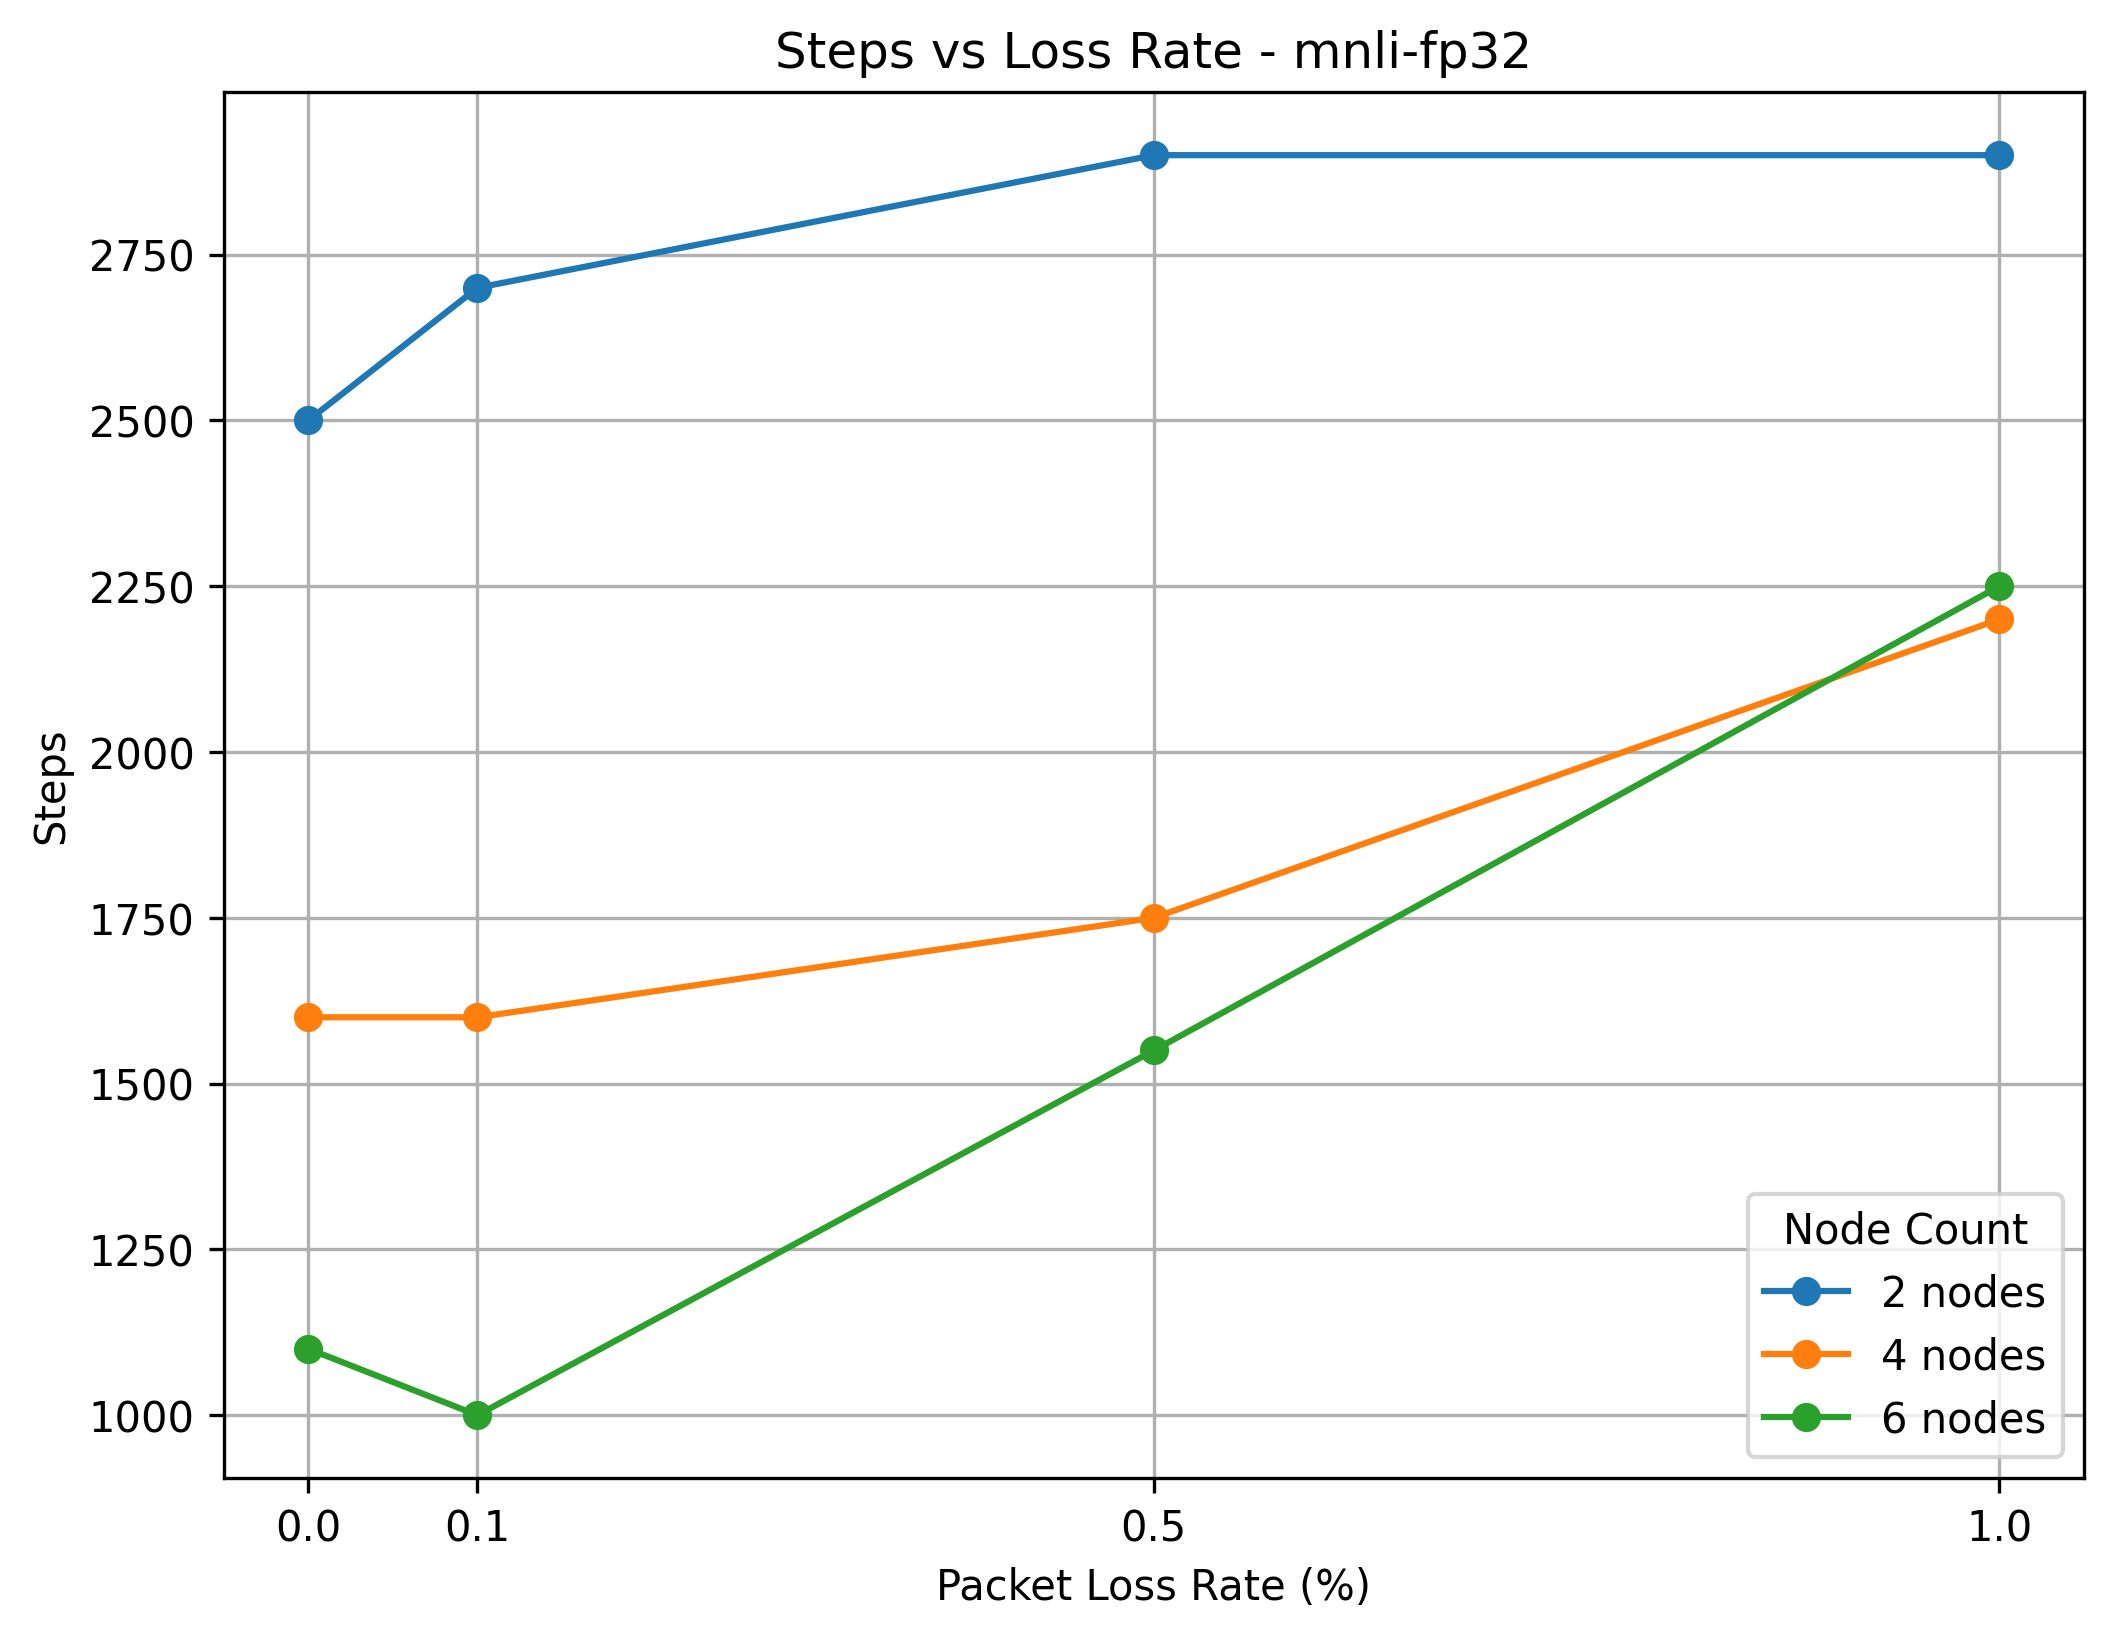 Steps vs Loss Rate - mnli-fp32
Steps
2750
2500
2250
2000
1750
1500
1250
1000
0.0 0.1 0.5 1.0
Packet Loss Rate (%)
Node Count
2 nodes
4 nodes
6 nodes